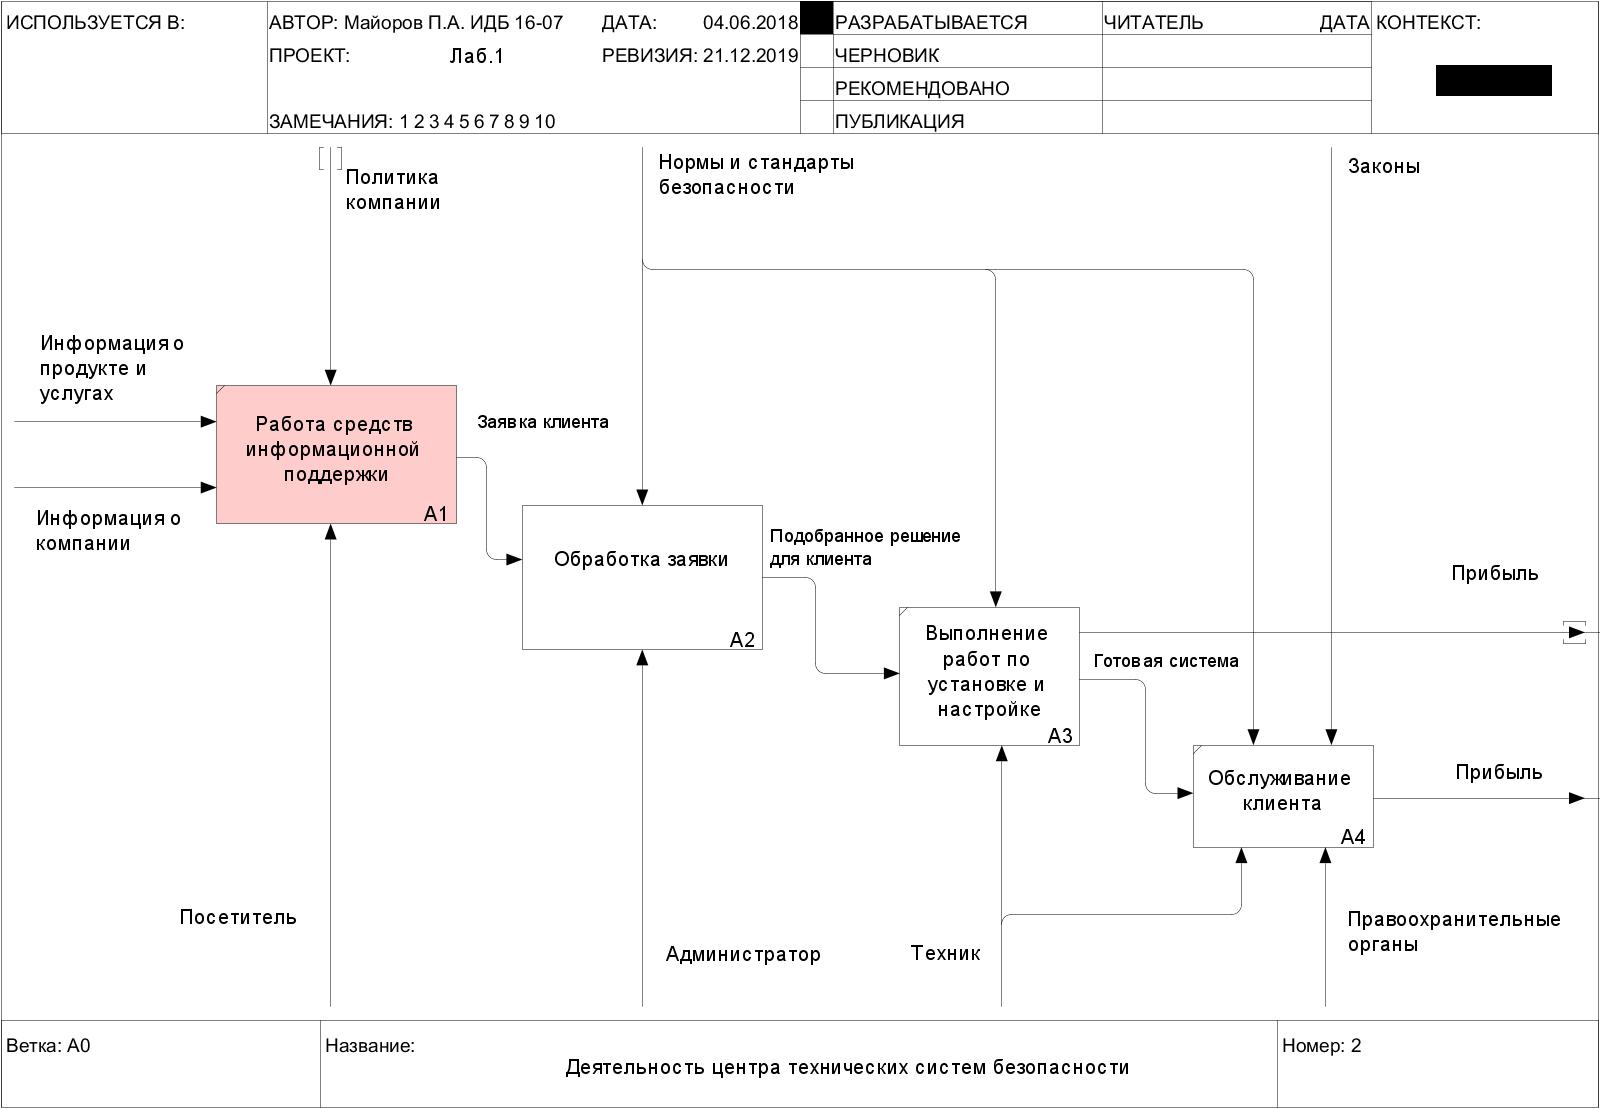 ИСПОЛЬЗУЕТСЯ В:
АВТОР: Майоров П.А. ИДБ 16-07
ДАТА: 04.06.2018
ПРОЕКТ: Лаб.1
РЕВИЗИЯ: 21.12.2019
ЗАМЕЧАНИЯ: 1 2 3 4 5 6 7 8 9 10
РАЗРАБАТЫВАЕТСЯ
ЧЕРНОВИК
РЕКОМЕНДОВАНО
ПУБЛИКАЦИЯ
ЧИТАТЕЛЬ
ДАТА
КОНТЕКСТ:
Политика
компании
Нормы и стандарты
безопасности
Законы
Информация о
продукте и
услугах
Работа средств
информационной
поддержки
A1
Заявка клиента
Информация о
компании
Обработка заявки
A2
Подобранное решение
для клиента
Прибыль
Выполнение
работ по
установке и
настройке
A3
Готовая система
Обслуживание
клиента
A4
Прибыль
Посетитель
Администратор
Техник
Правоохранительные
органы
Ветка: A0
Название:
Деятельность центра технических систем безопасности
Номер: 2